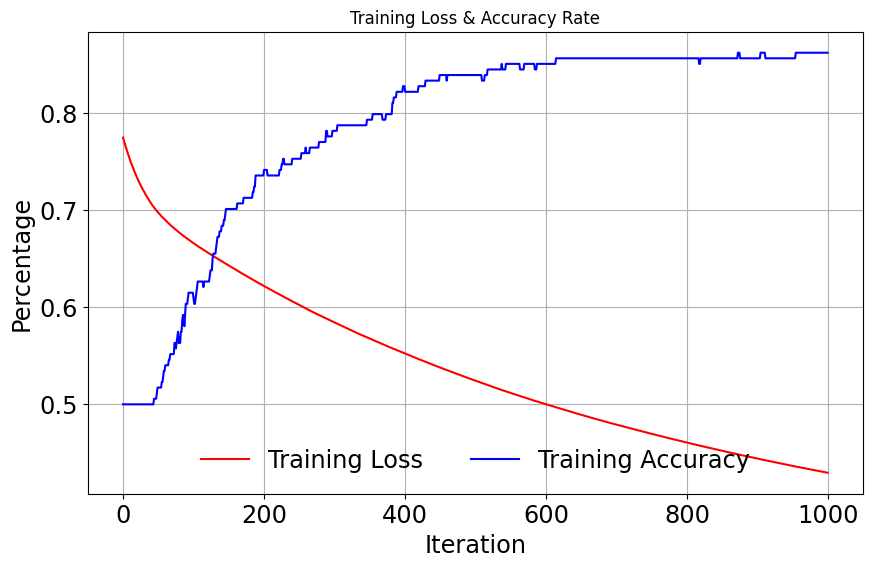 Training Loss & Accuracy Rate
0.8
0.7
0.6
0.5
Percentage
Training Loss
Training Accuracy
0
200
400
600
800
1000
Iteration